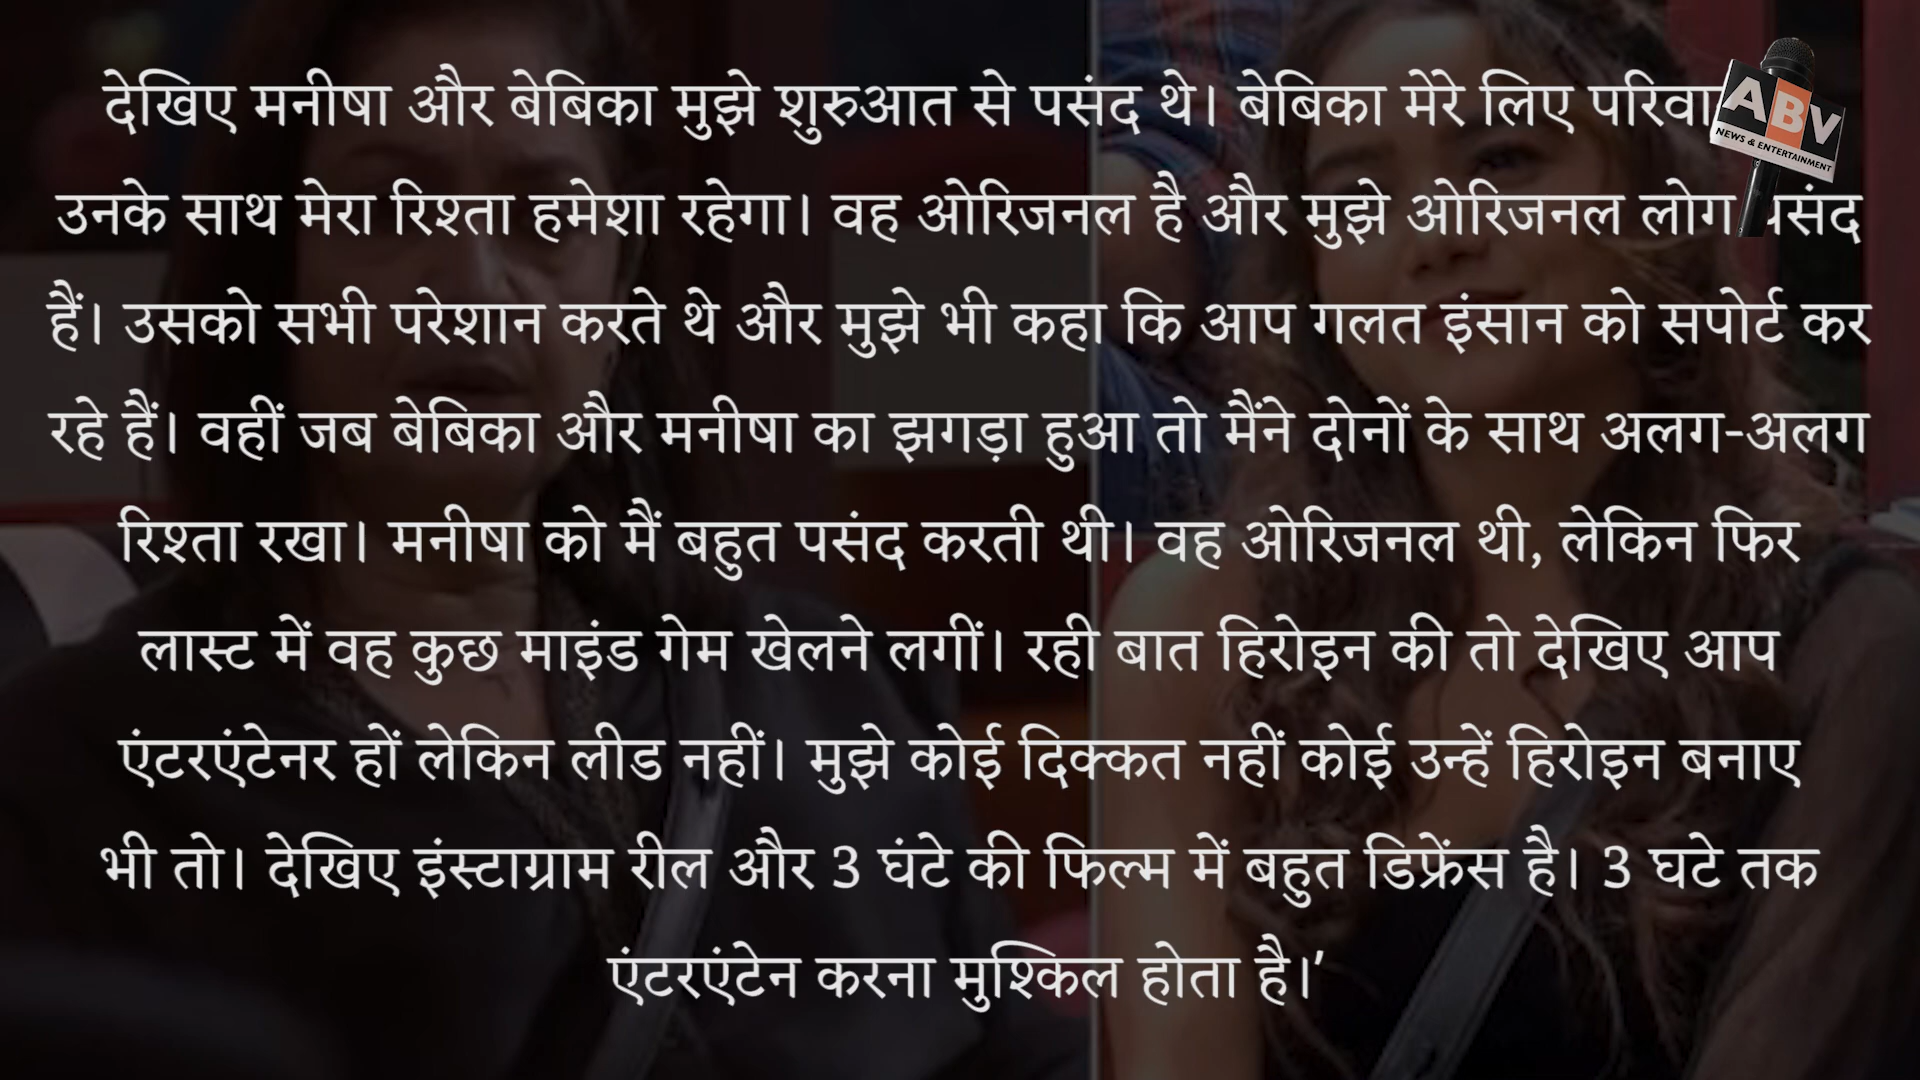 देखिए मनीषा और बेबिका मुझे शुरुआत से पसंद थे। बेबिका मेरे लिए
उनके साथ मेरा रिश्ता हमेशा रहेगा। वह ओरिजनल है और मुझे ओरिजनल लोग पसंद
हैं। उसको सभी परेशान करते थे और मुझे भी कहा कि आप गलत इंसान को सपोर्ट कर
रहे हैं। वहीं जब बेबिका और मनीषा का झगड़ा हुआ तो मैंने दोनों के साथ अलग-अलग
रिश्ता रखा। मनीषा को मैं बहुत पसंद करती थी। वह ओरिजनल थी, लेकिन फिर
लास्ट में वह कुछ माइंड गेम खेलने लगीं। रही बात हिरोइन की तो देखिए आप
एंटरएंटेनर हों लेकिन लीड नहीं। मुझे कोई दिक्कत नहीं कोई उन्हें हिरोइन बनाए
भी तो। देखिए इंस्टाग्राम रील और 3 घंटे की फिल्म में बहुत डिफ्रेंस है। 3 घटे तक
एंटरएंटेन करना मुश्किल होता है।’
ABV
NEWS & ENTERTAINMENT